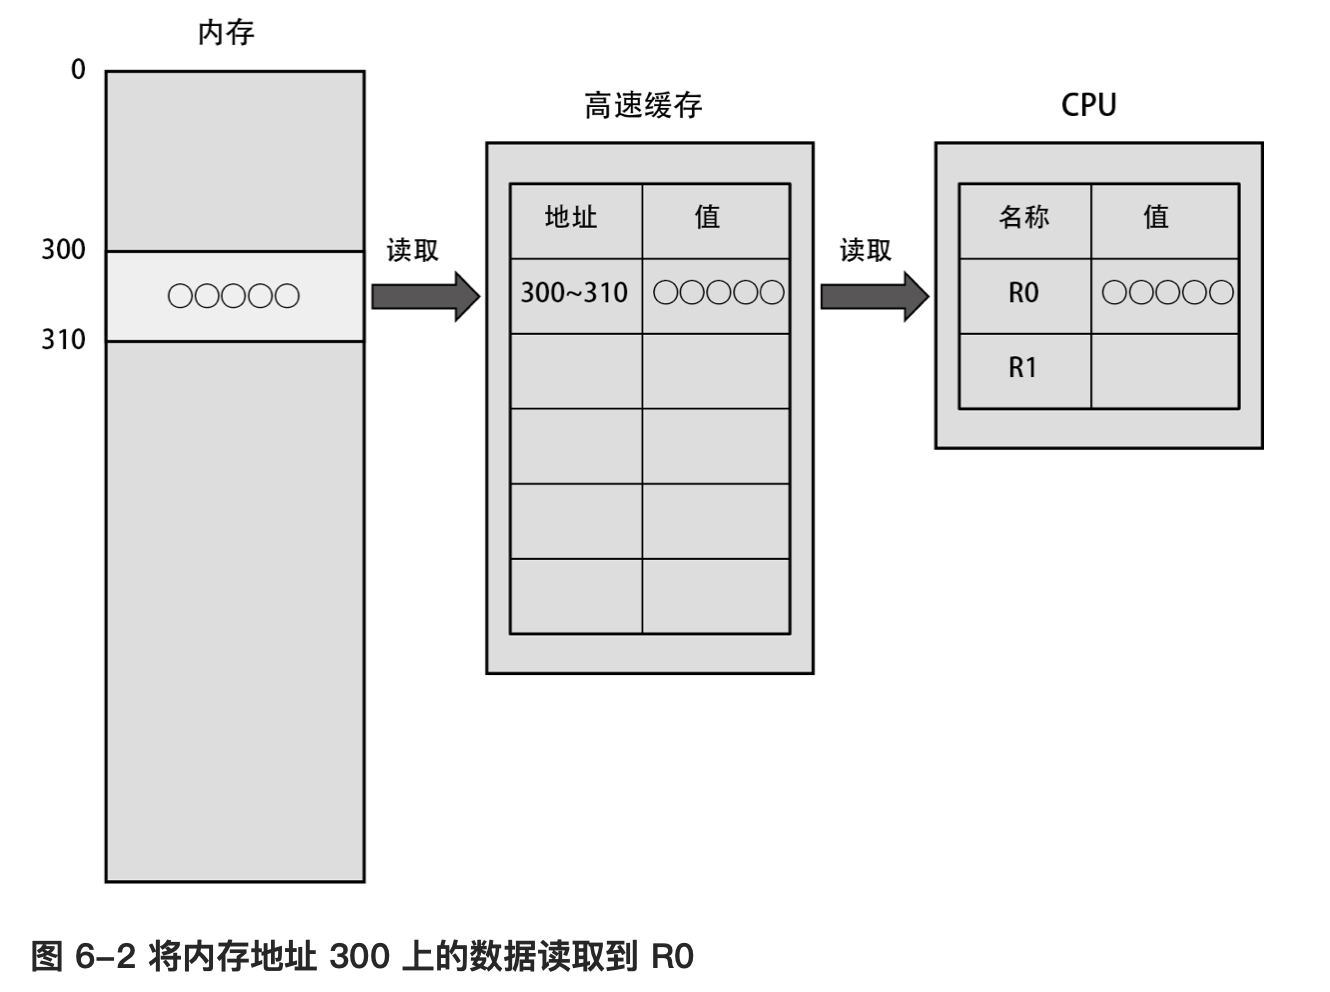 内存
0
300
○○○○○
310
读取
高速缓存
地址 值
300~310 ○○○○○
读取
CPU
名称 值
R0 ○○○○○
R1
图 6-2 将内存地址 300 上的数据读取到 R0